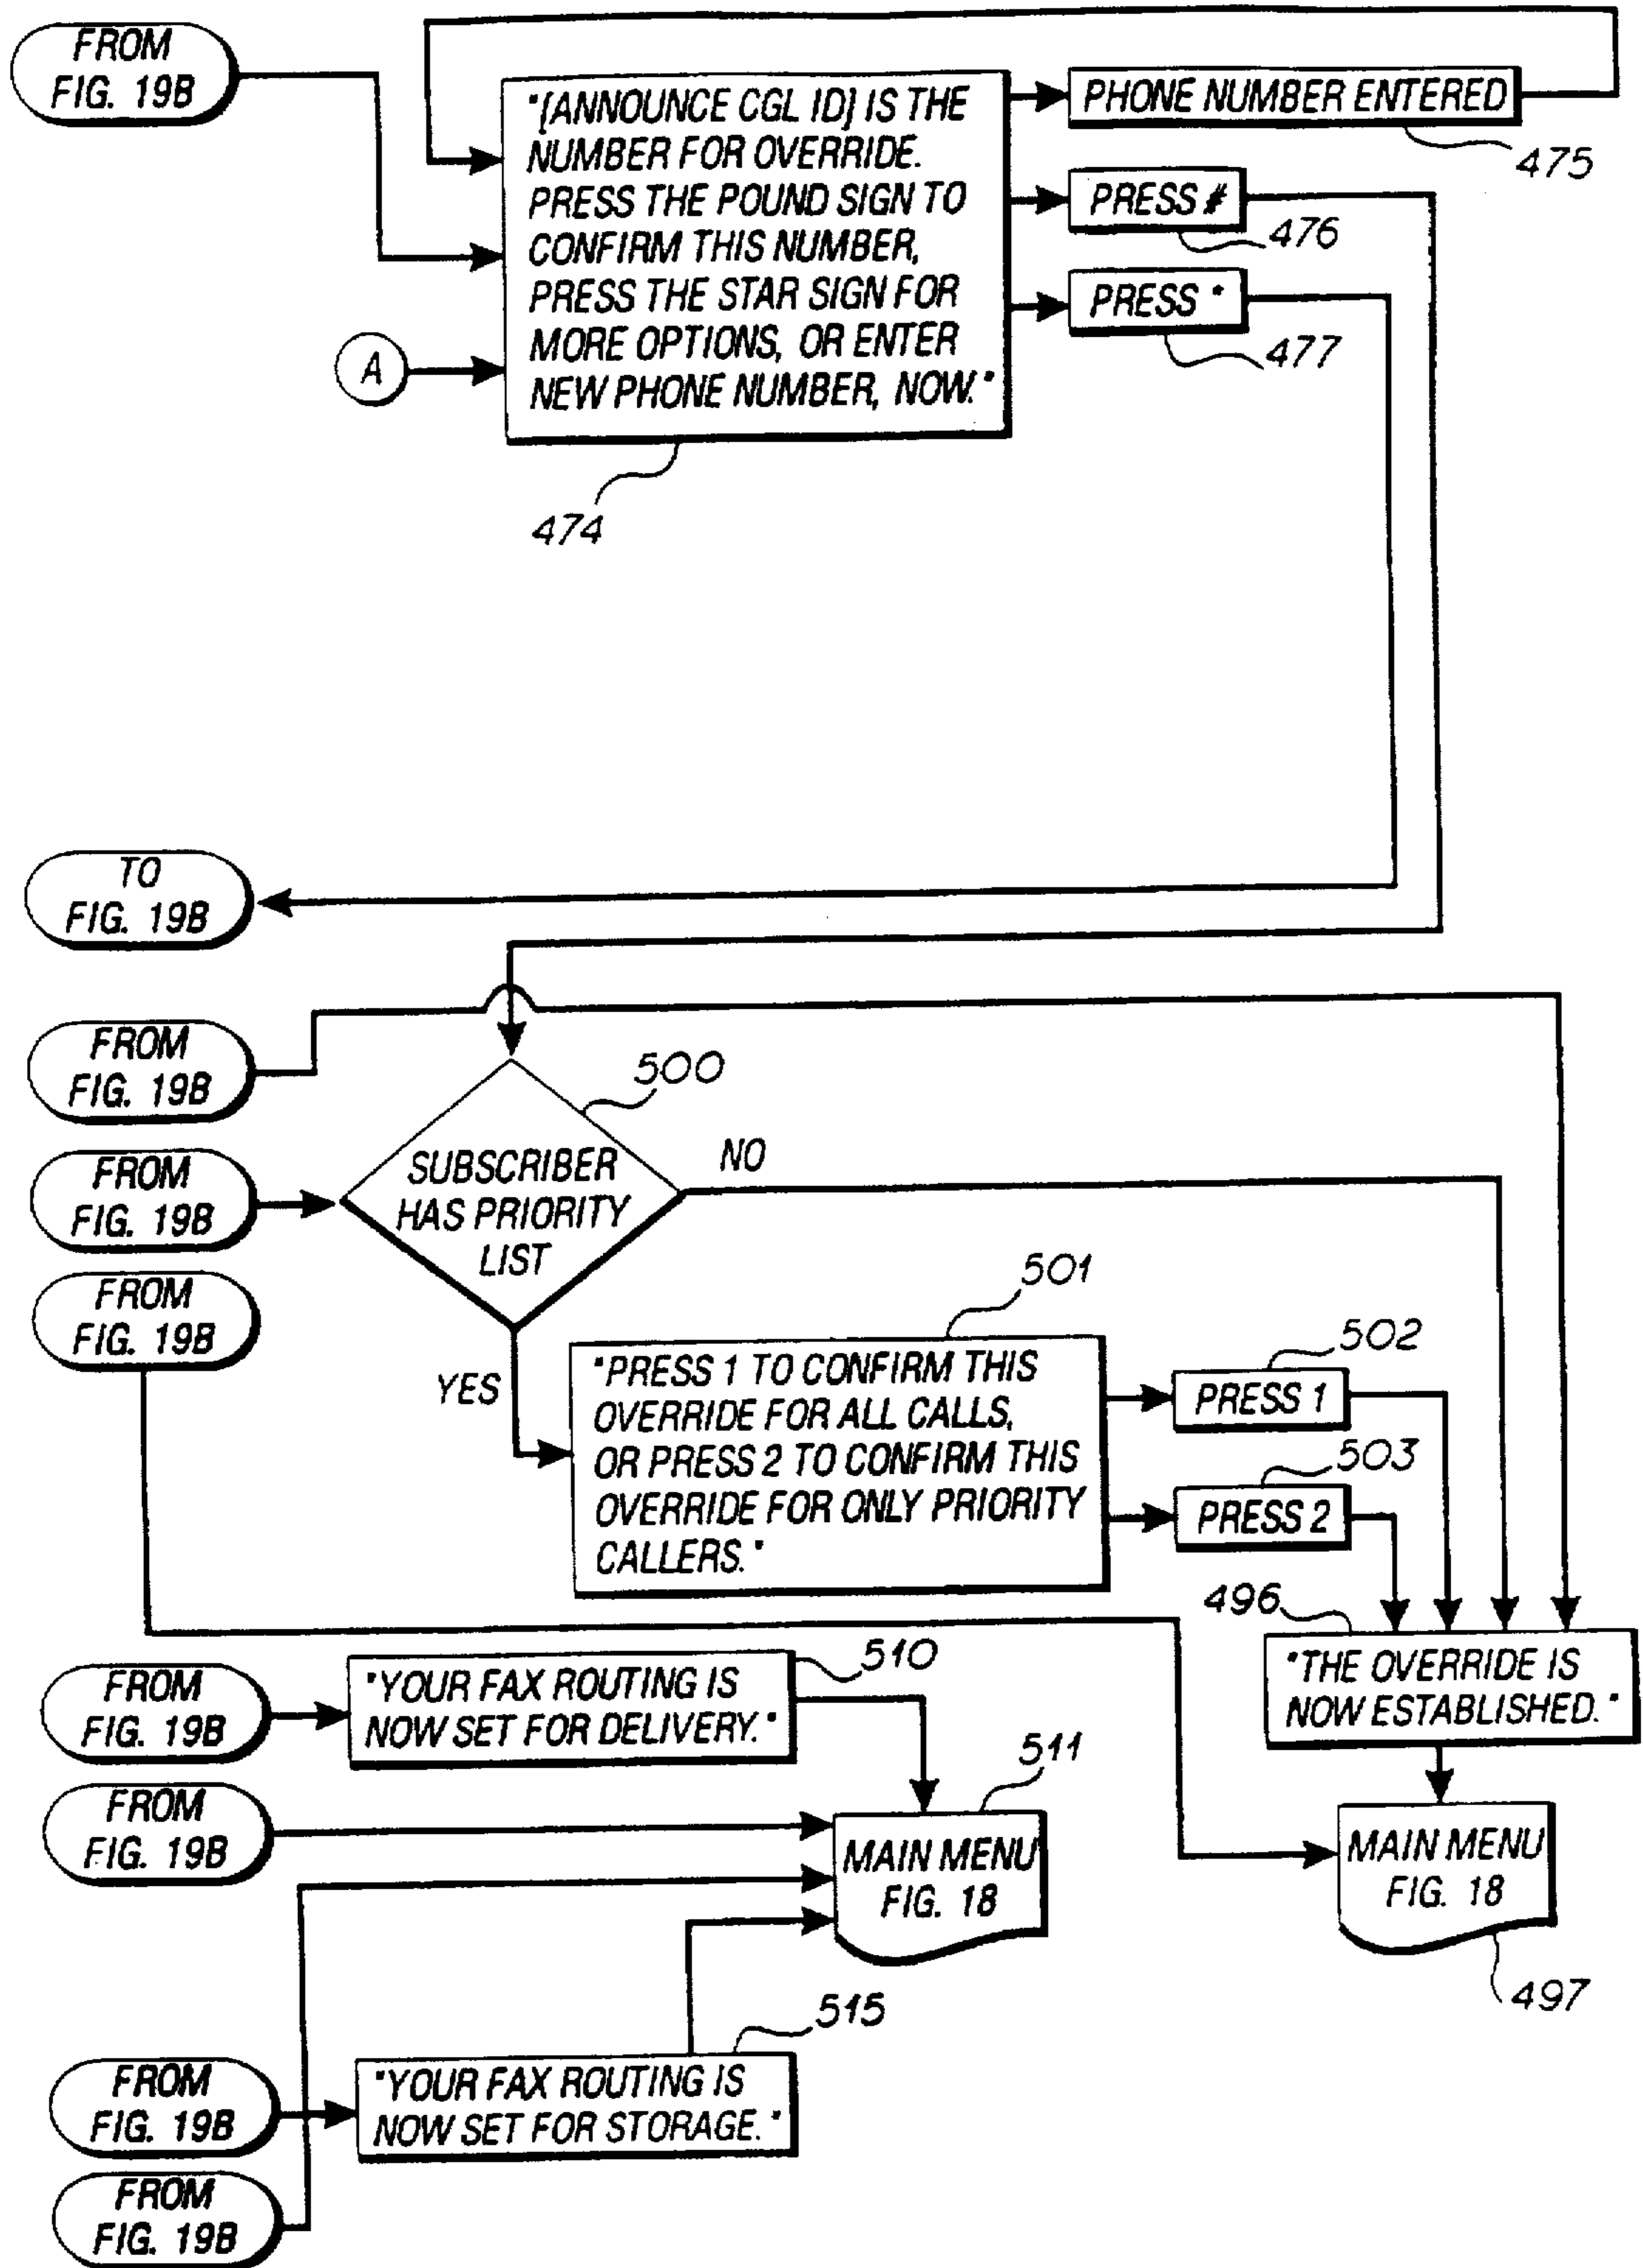 FROM
FIG. 19B
"[ANNOUNCE CGL ID] IS THE
NUMBER FOR OVERRIDE.
PRESS THE POUND SIGN TO
CONFIRM THIS NUMBER,
PRESS THE STAR SIGN FOR
MORE OPTIONS, OR ENTER
NEW PHONE NUMBER, NOW."
474
A
PHONE NUMBER ENTERED
475
PRESS #
476
PRESS *
477
TO
FIG. 19B
FROM
FIG. 19B
FROM
FIG. 19B
SUBSCRIBER
HAS PRIORITY
LIST
500
NO
YES
FROM
FIG. 19B
501
"PRESS 1 TO CONFIRM THIS
OVERRIDE FOR ALL CALLS,
OR PRESS 2 TO CONFIRM THIS
OVERRIDE FOR ONLY PRIORITY
CALLERS."
502
PRESS 1
503
PRESS 2
496
"THE OVERRIDE IS
NOW ESTABLISHED."
MAIN MENU
FIG. 18
497
FROM
FIG. 19B
"YOUR FAX ROUTING IS
NOW SET FOR DELIVERY."
510
FROM
FIG. 19B
511
MAIN MENU
FIG. 18
FROM
FIG. 19B
515
"YOUR FAX ROUTING IS
NOW SET FOR STORAGE."
FROM
FIG. 19B